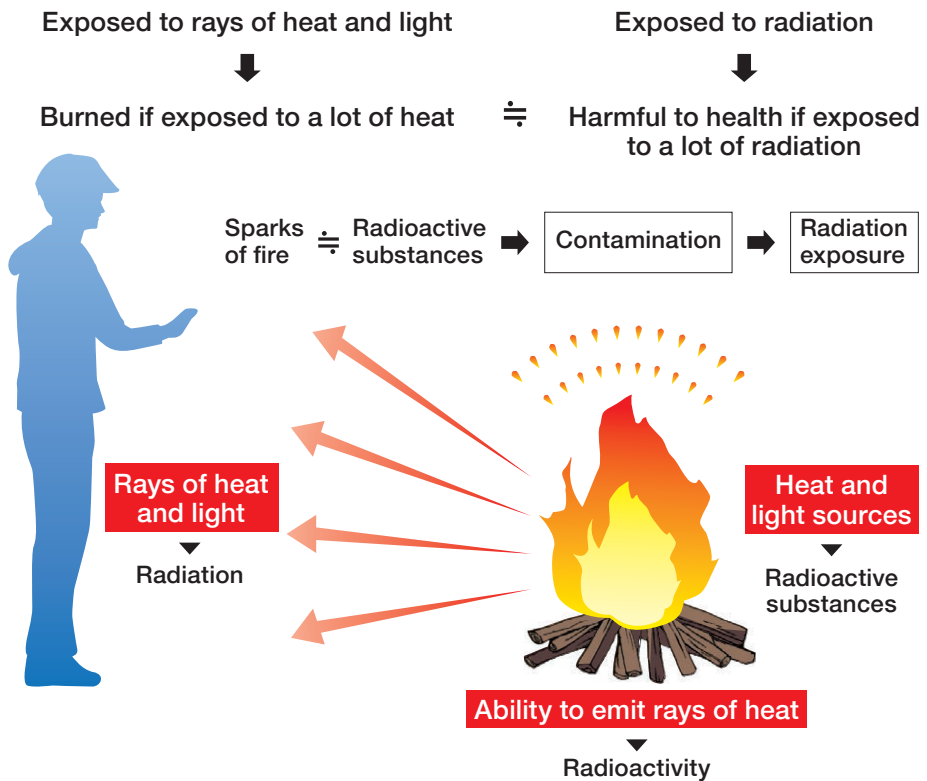 Exposed to rays of heat and light
Exposed to radiation
Burned if exposed to a lot of heat
≒
Harmful to health if exposed
to a lot of radiation
Sparks
of fire
≒
Radioactive
substances
Contamination
Radiation
exposure
Rays of heat
and light
Radiation
Heat and
light sources
Radioactive
substances
Ability to emit rays of heat
Radioactivity